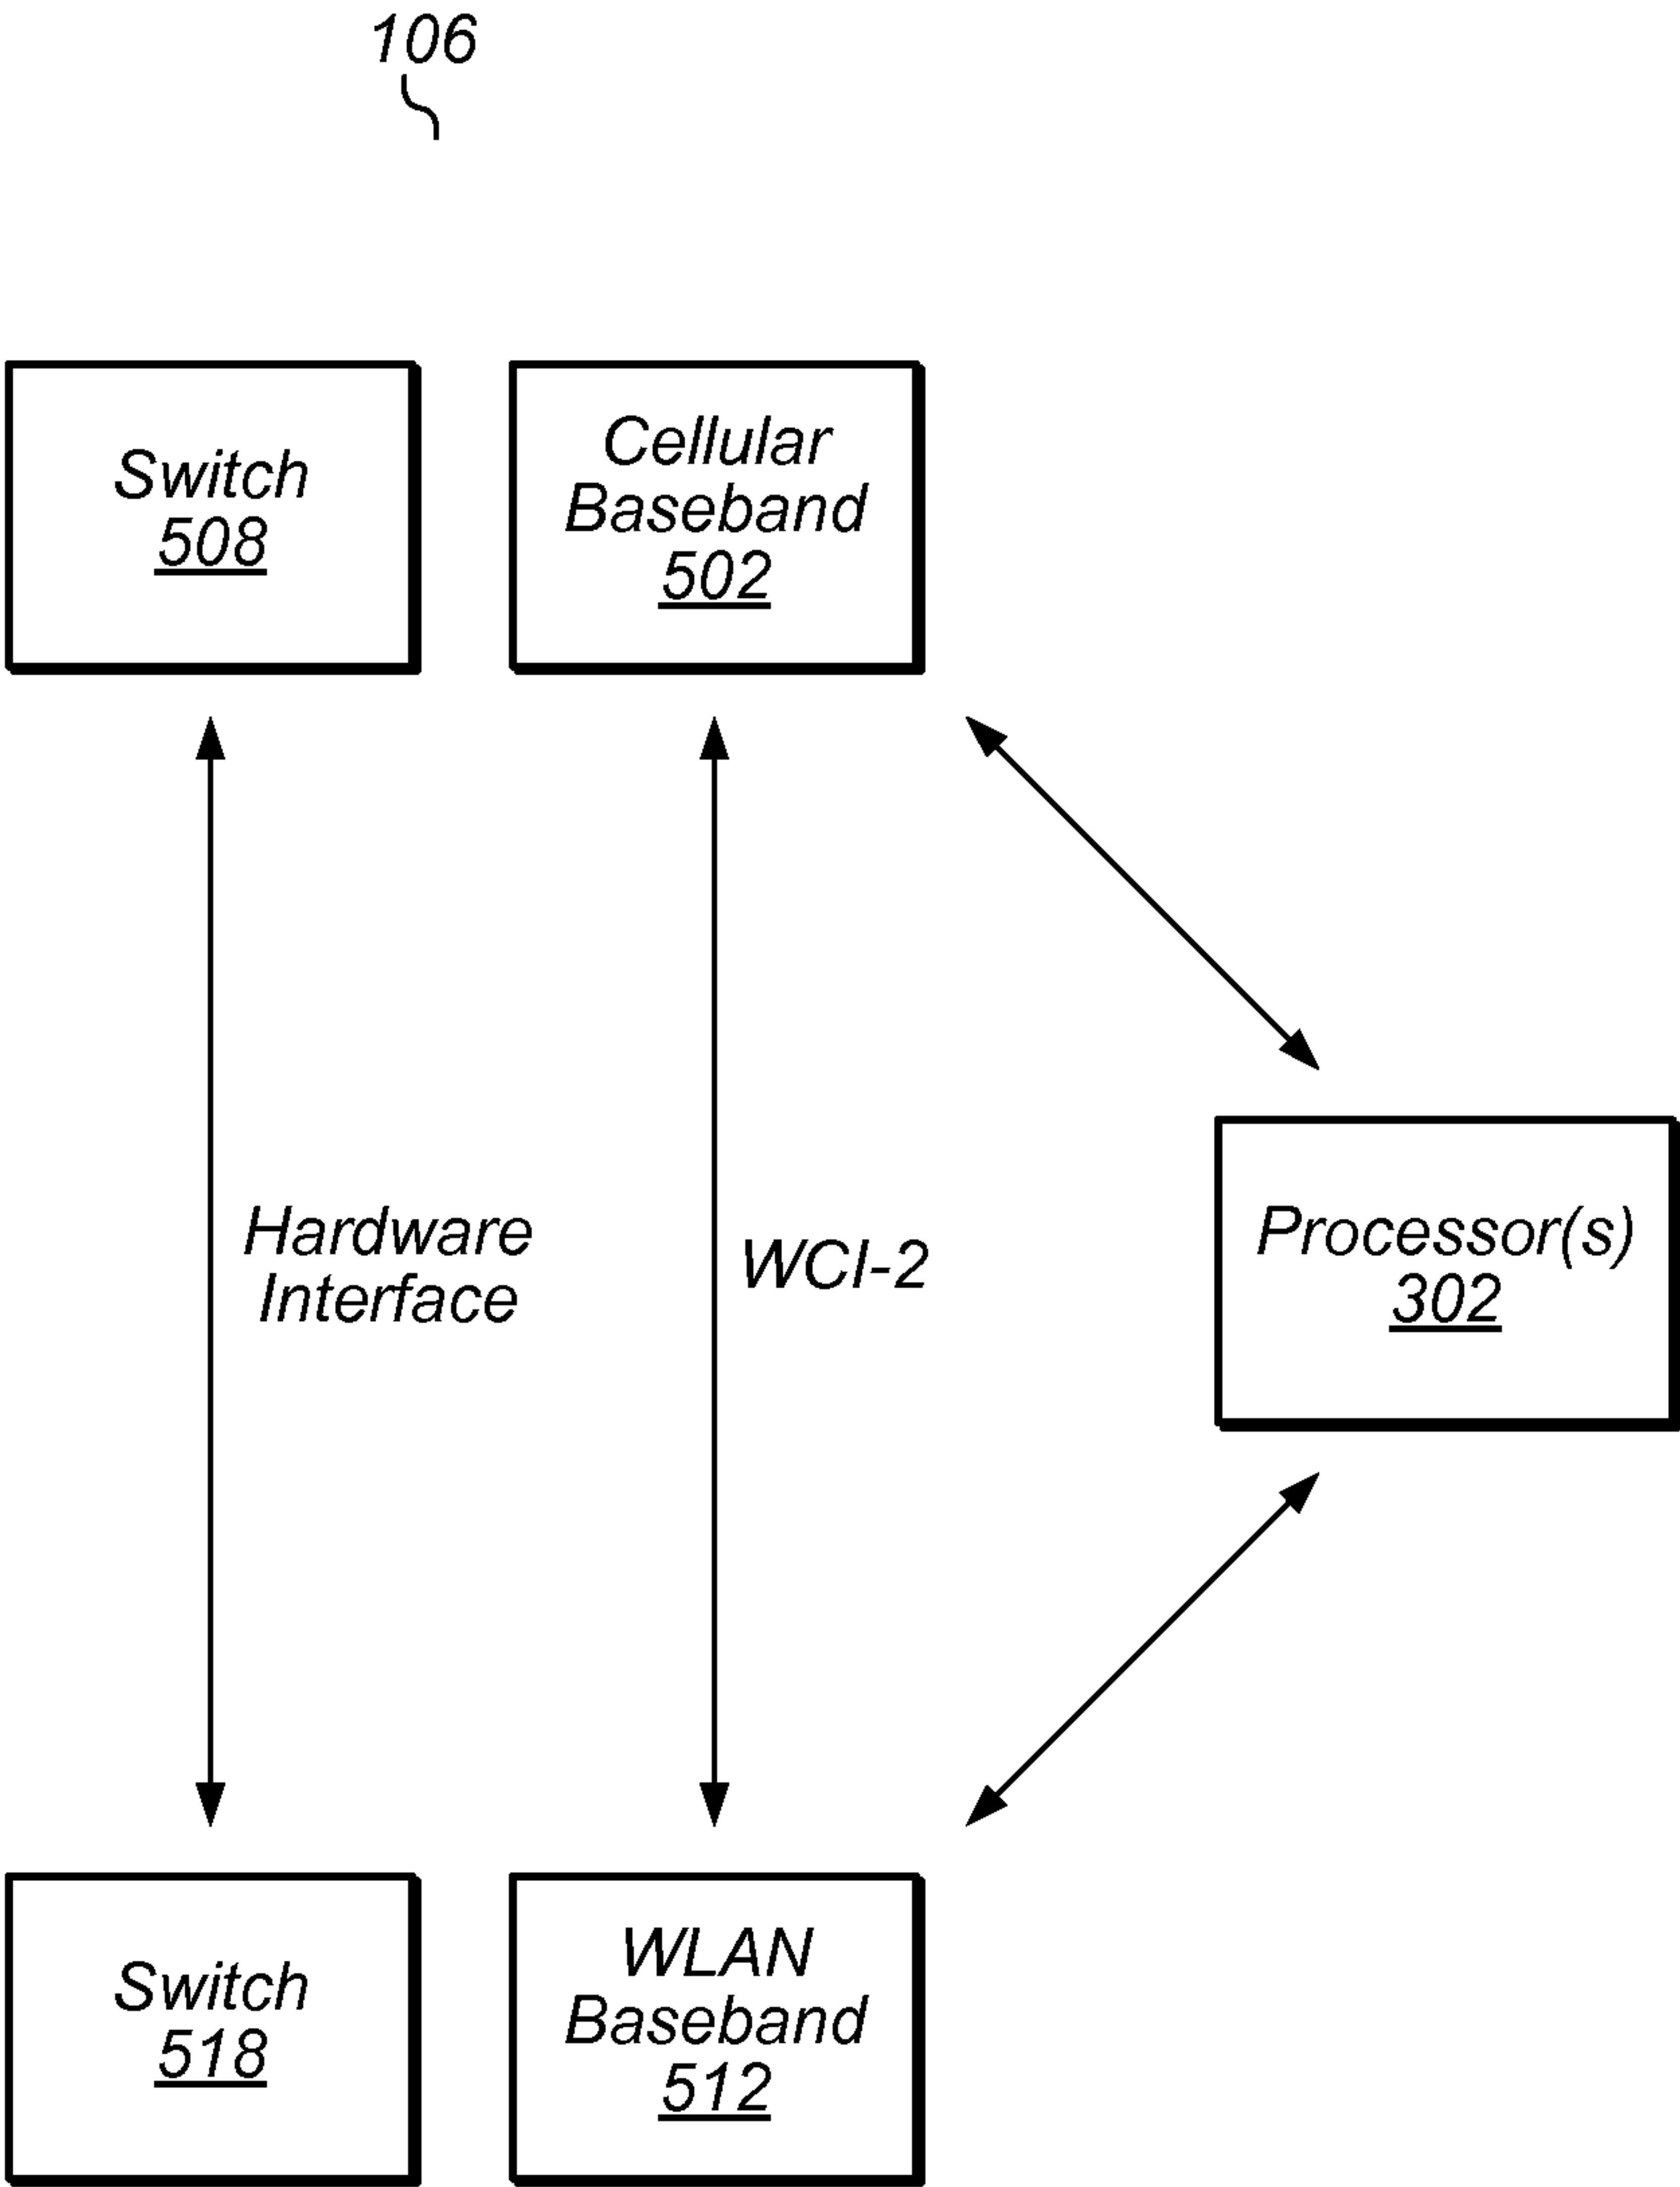 106
Switch
508
Cellular
Baseband
502
Hardware
Interface
WCI-2
Processor(s)
302
Switch
518
WLAN
Baseband
512